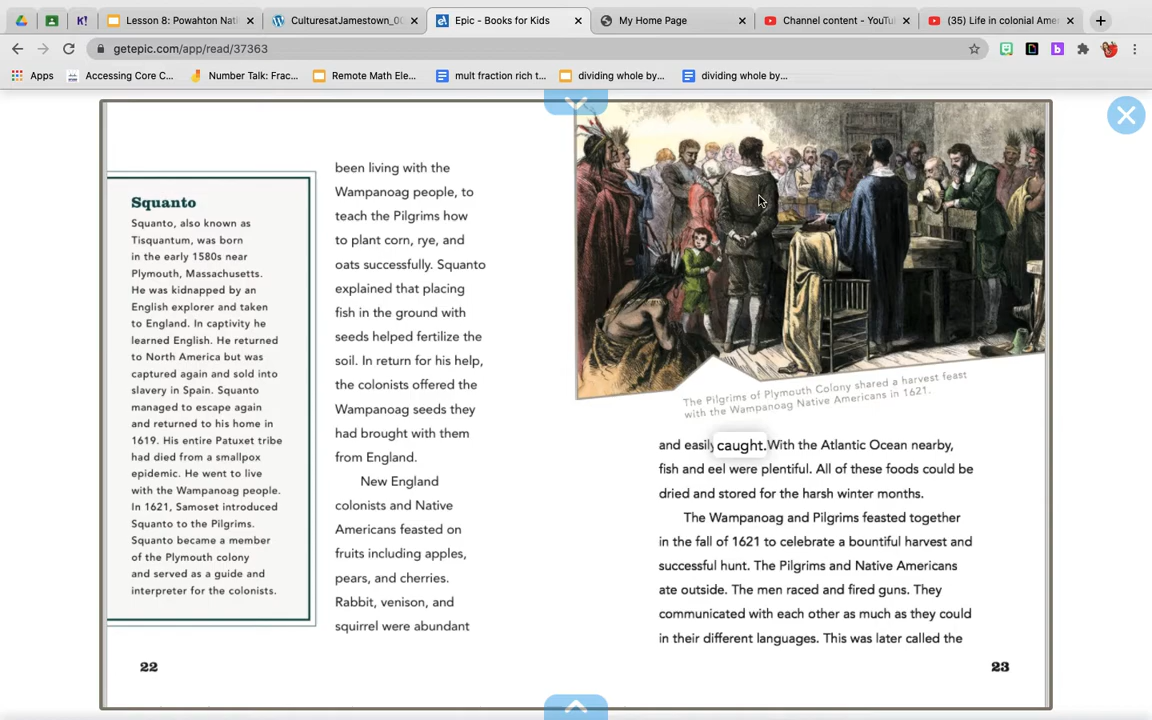 Lesson 8: Powahton Nati
CulturesatJamestown_00
Epic - Books for Kids
My Home Page
Channel content - YouTu
(35) Life in colonial Amer
getepic.com/app/read/37363
Apps
Accessing Core C...
Number Talk: Frac...
Remote Math Ele...
mult fraction rich t...
dividing whole by...
dividing whole by...
Squanto
Squanto, also known as
Tisquantum, was born
in the early 1580s near
Plymouth, Massachusetts.
He was kidnapped by an
English explorer and taken
to England. In captivity he
learned English. He returned
to North America but was
captured again and sold into
slavery in Spain. Squanto
managed to escape again
and returned to his home in
1619. His entire Patuxet tribe
had died from a smallpox
epidemic. He went to live
with the Wampanoag people.
In 1621, Samoset introduced
Squanto to the Pilgrims.
Squanto became a member
of the Plymouth colony
and served as a guide and
interpreter for the colonists.
been living with the
Wampanoag people, to
teach the Pilgrims how
to plant corn, rye, and
oats successfully. Squanto
explained that placing
fish in the ground with
seeds helped fertilize the
soil. In return for his help,
the colonists offered the
Wampanoag seeds they
had brought with them
from England.
New England
colonists and Native
Americans feasted on
fruits including apples,
pears, and cherries.
Rabbit, venison, and
squirrel were abundant
22
The Pilgrims of Plymouth Colony shared a harvest feast
with the Wampanoag Native Americans in 1621.
and easily caught. With the Atlantic Ocean nearby,
fish and eel were plentiful. All of these foods could be
dried and stored for the harsh winter months.
The Wampanoag and Pilgrims feasted together
in the fall of 1621 to celebrate a bountiful harvest and
successful hunt. The Pilgrims and Native Americans
ate outside. The men raced and fired guns. They
communicated with each other as much as they could
in their different languages. This was later called the
23